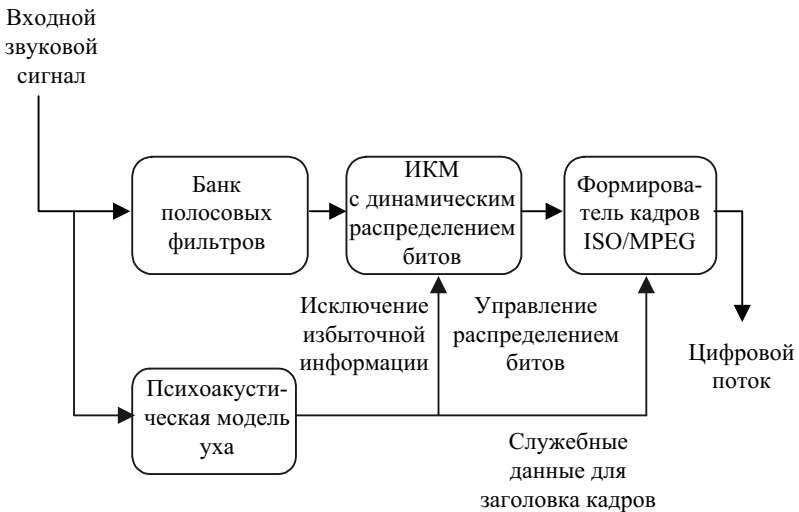 Входной
звуковой
сигнал
Банк
полосовых
фильтров
ИКМ
с динамическим
распределением
битов
Формирова-
тель кадров
ISO/MPEG
Исключение
избыточной
информации
Управление
распределением
битов
Цифровой
поток
Психоакусти-
ческая модель
уха
Служебные
данные для
заголовка кадров